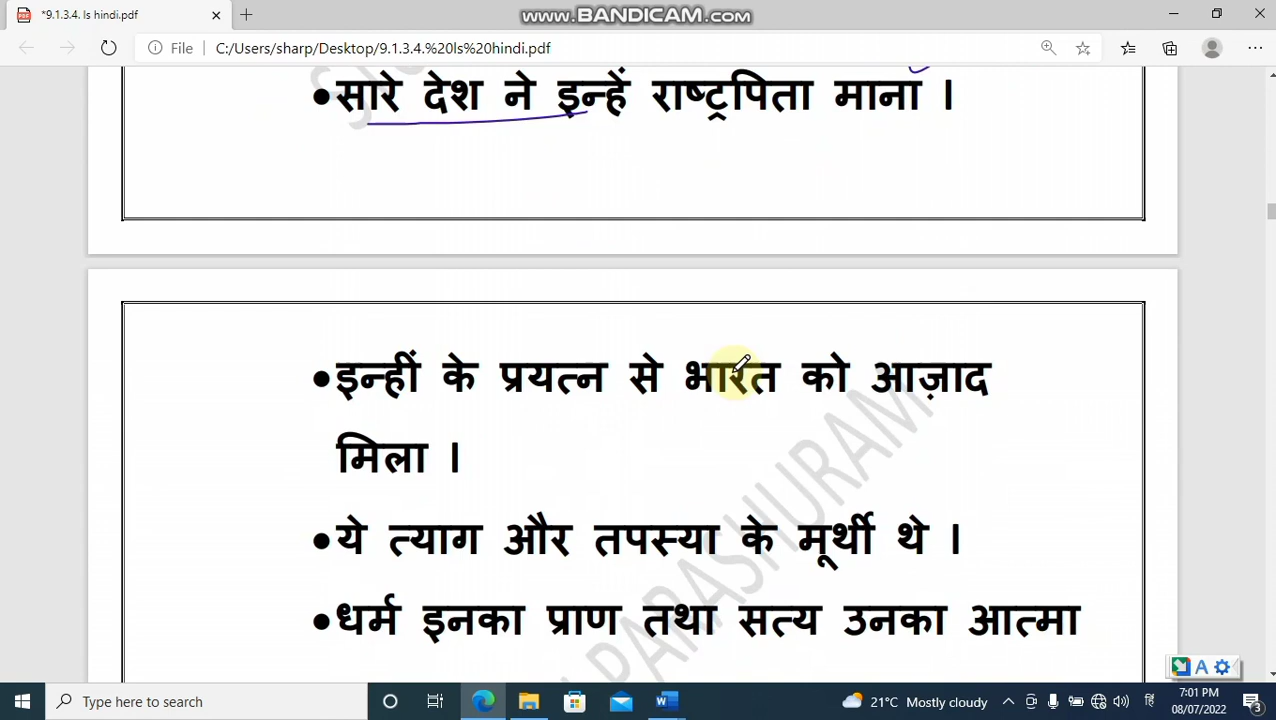 *9.1.3.4. ls hindi.pdf
www.BANDICAM.com
File
C:/Users/sharp/Desktop/9.1.3.4.%20ls%20hindi.pdf
•सारे देश ने इन्हें राष्ट्रपिता माना ।
•इन्हीं के प्रयत्न से भारत को आज़ाद
मिला ।
•ये त्याग और तपस्या के मूर्थी थे ।
•धर्म इनका प्राण तथा सत्य उनका आत्मा
PARASHURAM
A
Type here to search
21°C Mostly cloudy
हिं
7:01 PM
08/07/2022
3